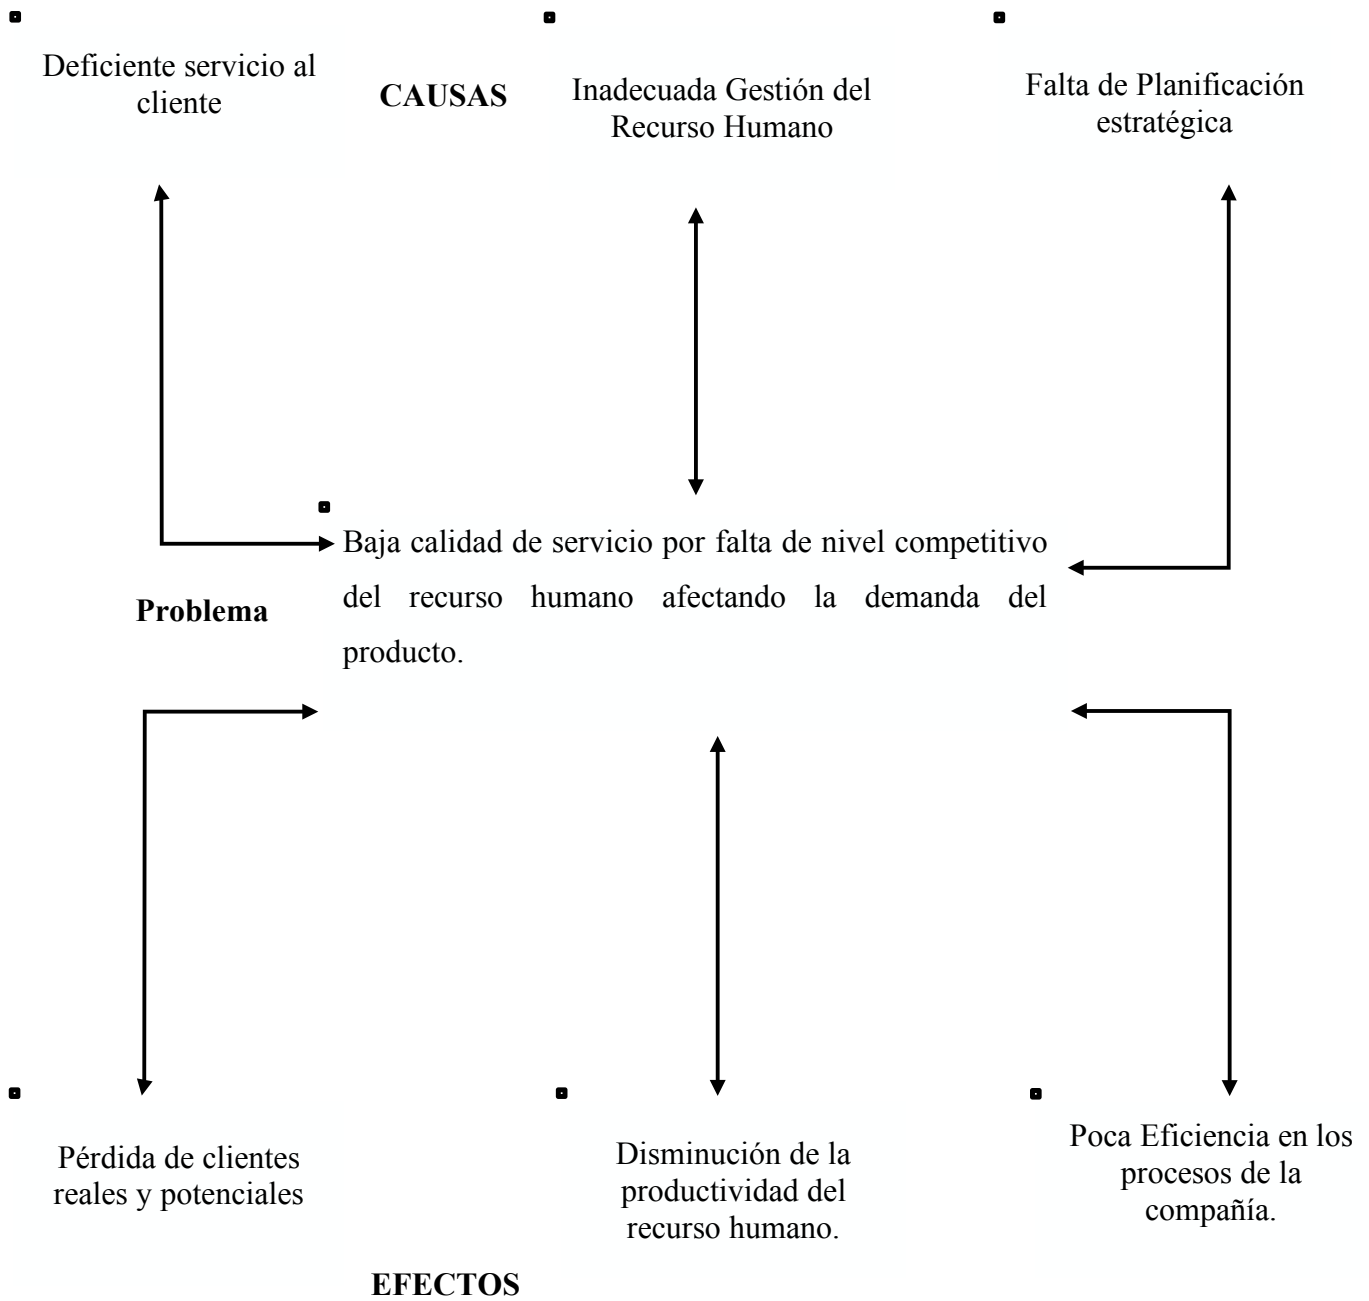 Deficiente servicio al
cliente
CAUSAS
Inadecuada Gestión del
Recurso Humano
Falta de Planificación
estratégica
Baja calidad de servicio por falta de nivel competitivo
del recurso humano afectando la demanda del
producto.
Problema
Pérdida de clientes
reales y potenciales
Disminución de la
productividad del
recurso humano.
Poca Eficiencia en los
procesos de la
compañía.
EFECTOS